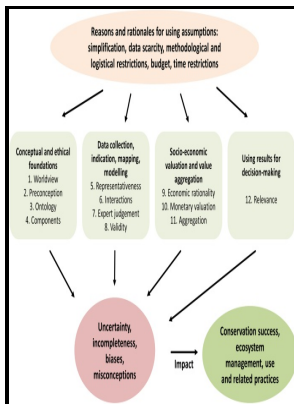 Reasons and rationales for using assumptions:
simplification, data scarcity, methodological and
logistical restrictions, budget, time restrictions
Conceptual and ethical
foundations
1. Worldview
2. Preconception
3. Ontology
4. Components
Data collection,
indication, mapping,
modelling
5. Representativeness
6. Interactions
7. Expert judgement
8. Validity
Socio-economic
valuation and value
aggregation
9. Economic rationality
10. Monetary valuation
11. Aggregation
Using results for
decision-making
12. Relevance
Uncertainty,
incompleteness,
biases,
misconceptions
Impact
Conservation success,
ecosystem
management, use
and related practices